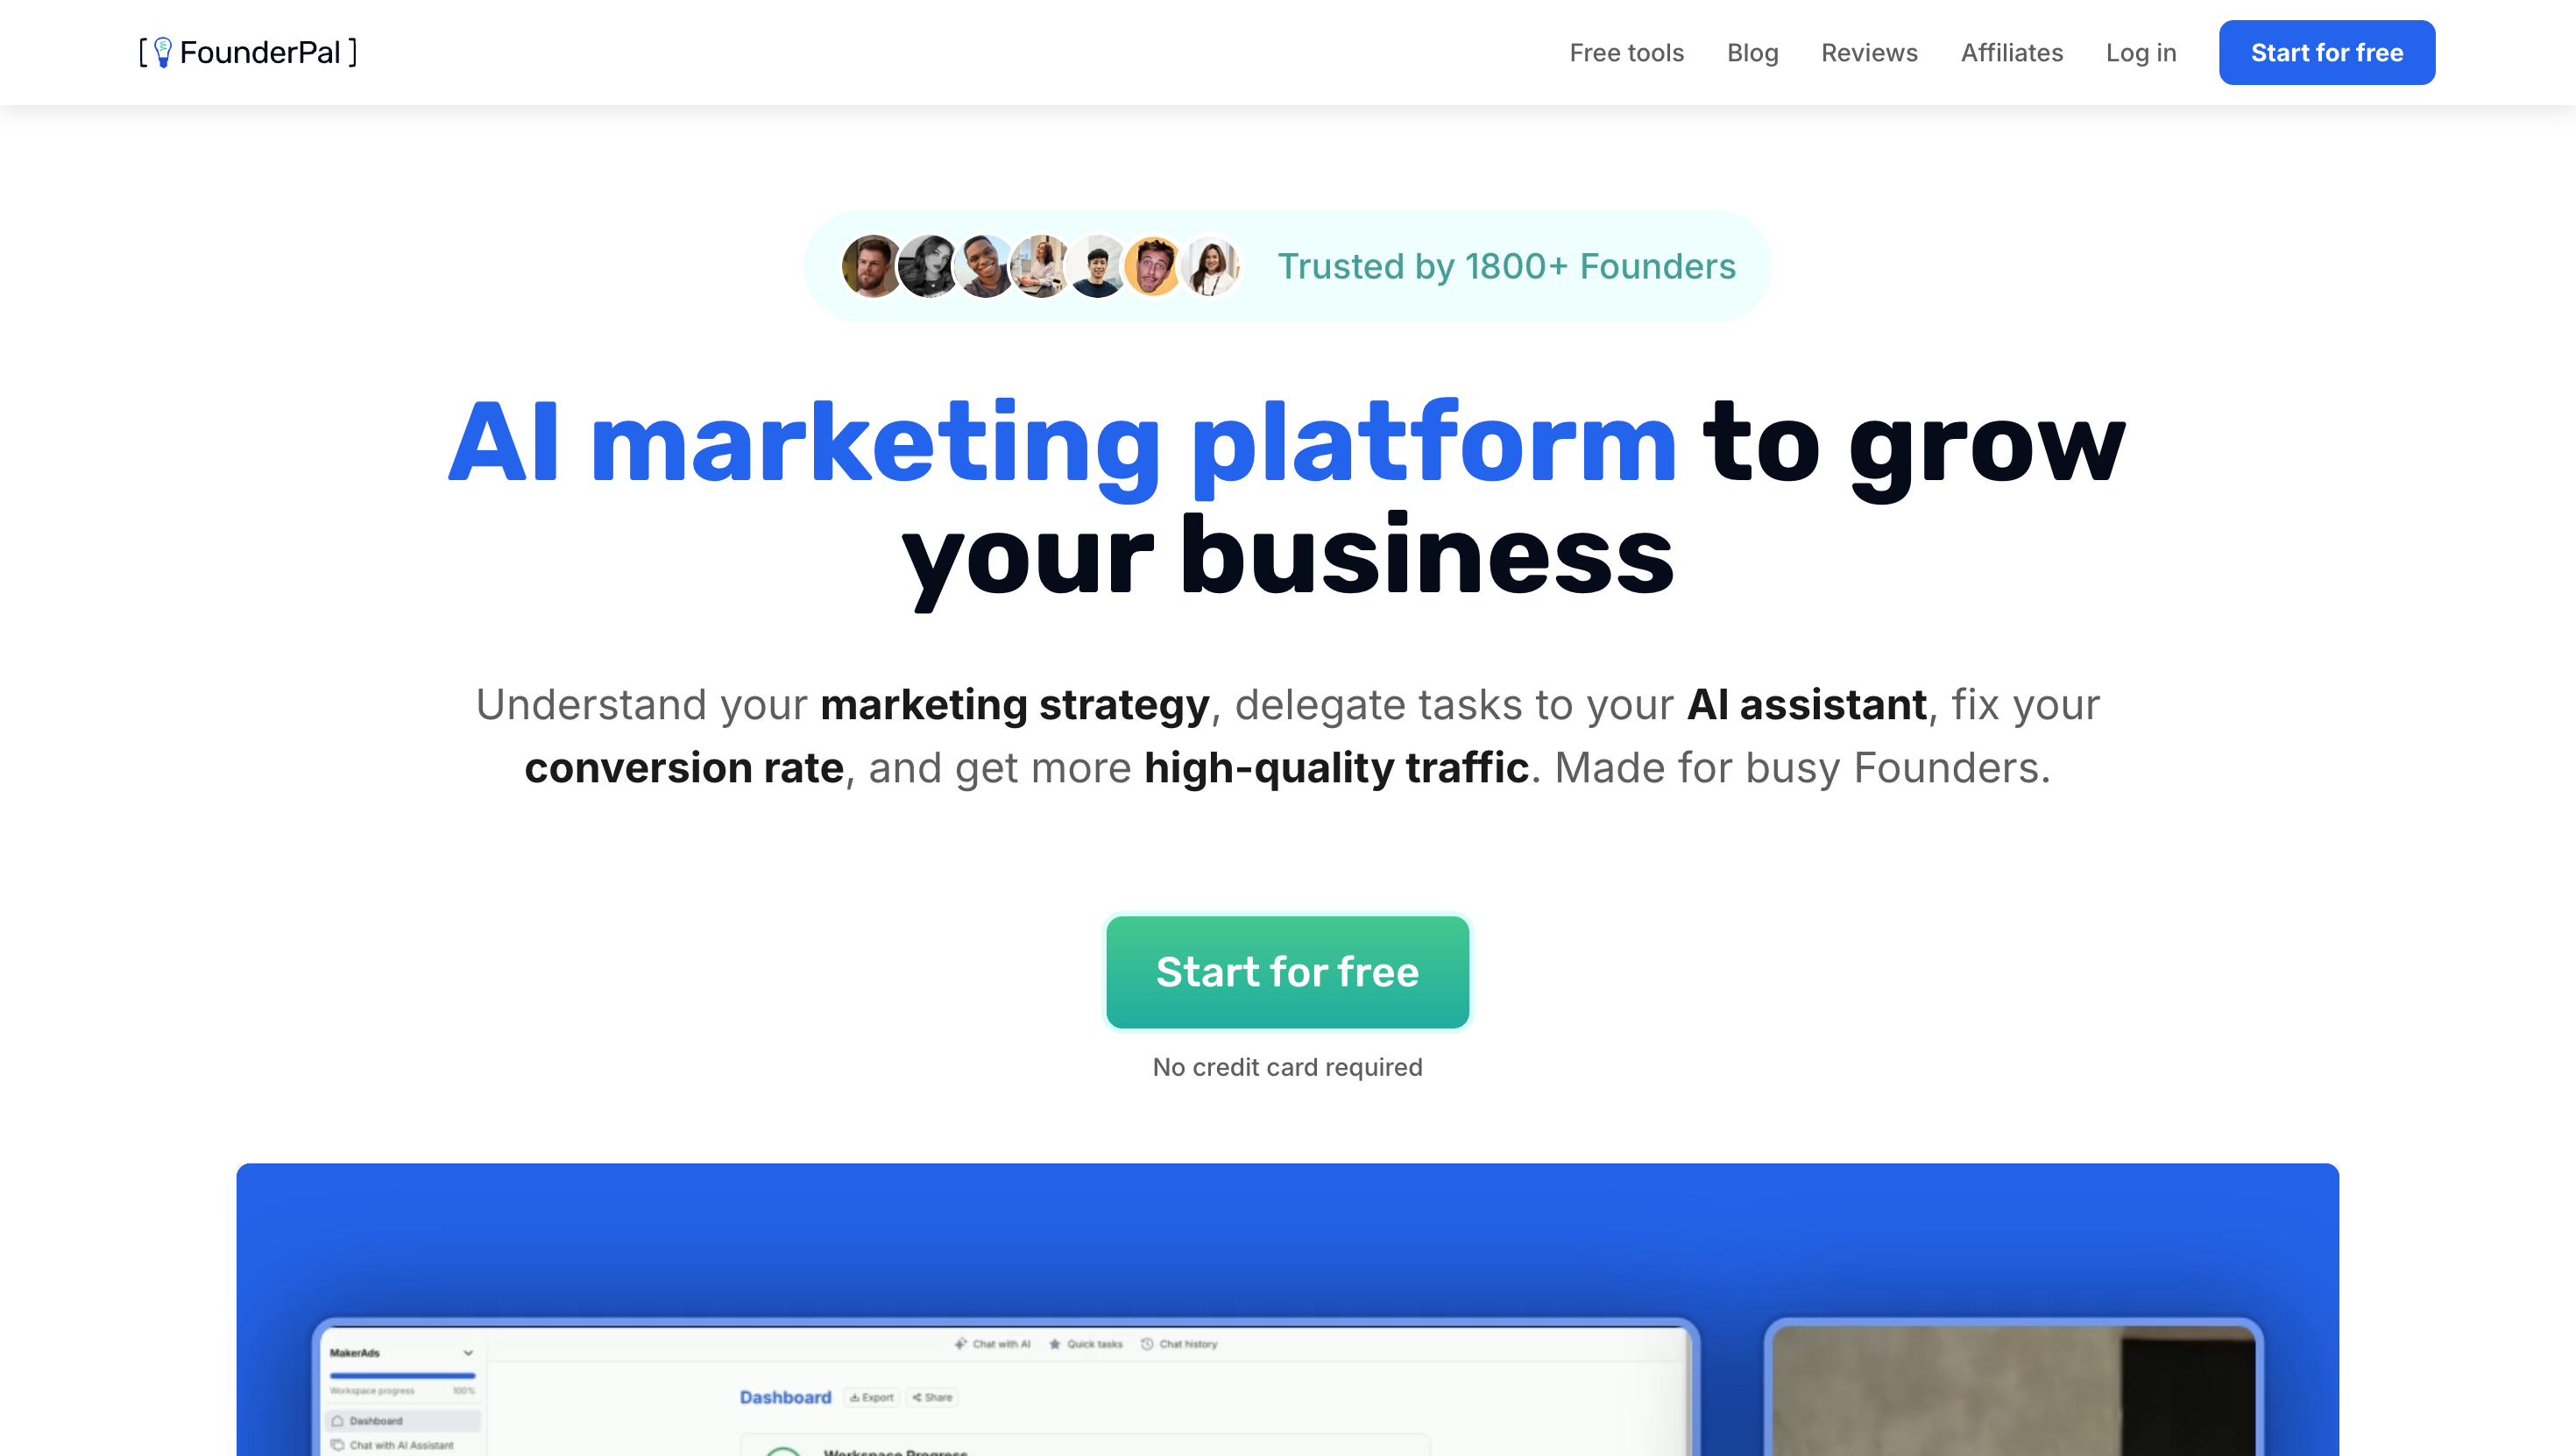 [ FounderPal ]
Free tools Blog Reviews Affiliates Log in Start for free
Trusted by 1800+ Founders
AI marketing platform to grow
your business
Understand your marketing strategy, delegate tasks to your AI assistant, fix your
conversion rate, and get more high-quality traffic. Made for busy Founders.
Start for free
No credit card required
Chat with AI Quick tasks Chat history
MakerAds
Workspace progress 100%
Dashboard Export Share
Dashboard
Chat with AI Assistant
Workspace Progress